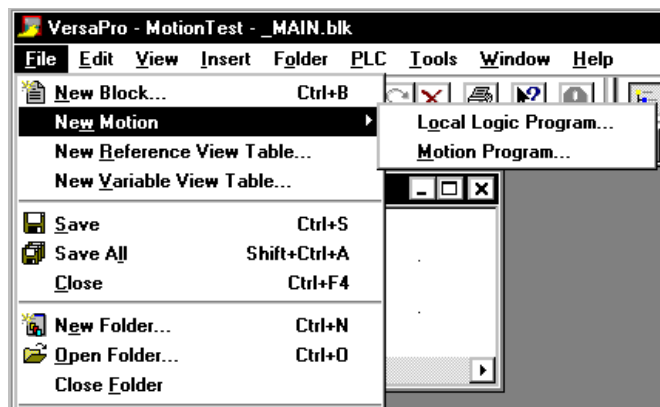 VersaPro - MotionTest - _MAIN.blk
File Edit View Insert Folder PLC Tools Window Help
New Block... Ctrl+B
New Motion
Local Logic Program...
Motion Program...
New Reference View Table...
New Variable View Table...
Save Ctrl+S
Save All Shift+Ctrl+A
Close Ctrl+F4
New Folder... Ctrl+N
Open Folder... Ctrl+O
Close Folder